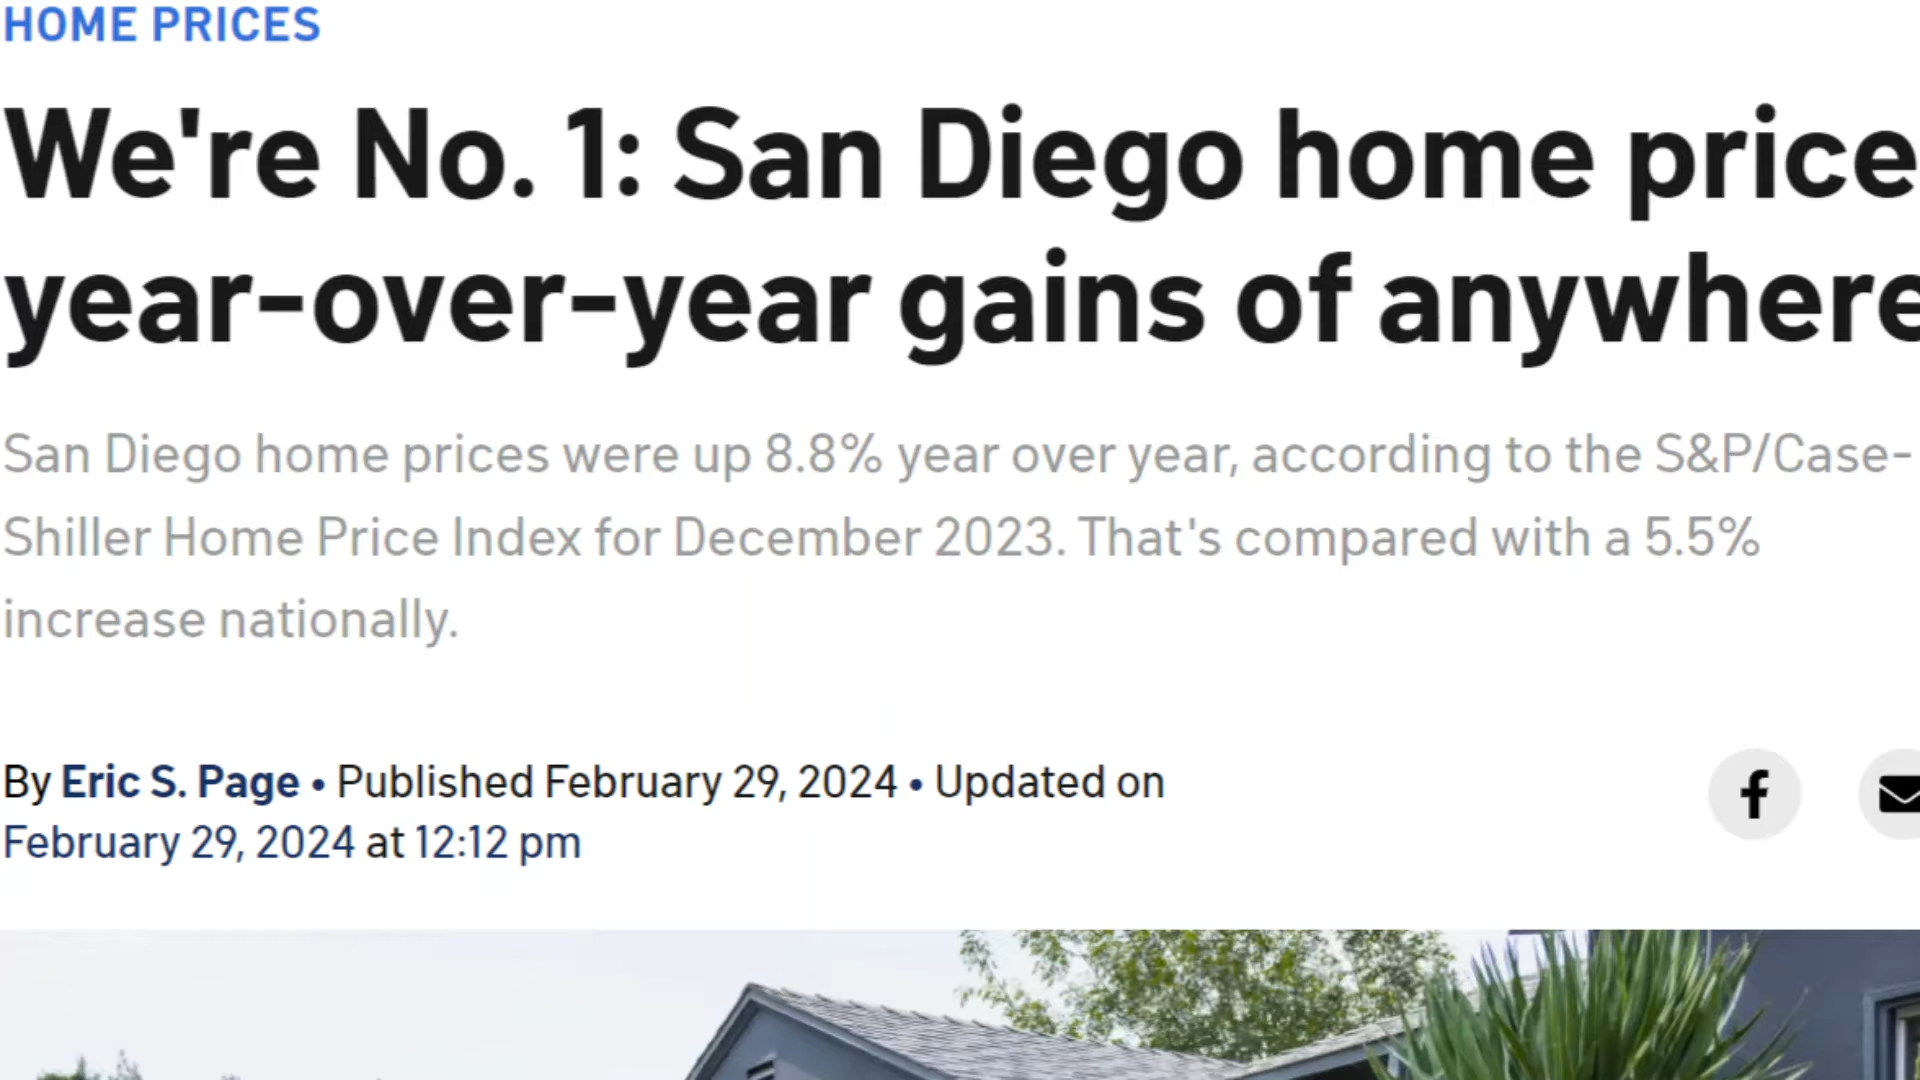 HOME PRICES
We're No. 1: San Diego home price
year-over-year gains of anywhere
San Diego home prices were up 8.8% year over year, according to the S&P/Case-
Shiller Home Price Index for December 2023. That's compared with a 5.5%
increase nationally.
By Eric S. Page • Published February 29, 2024 • Updated on
February 29, 2024 at 12:12 pm